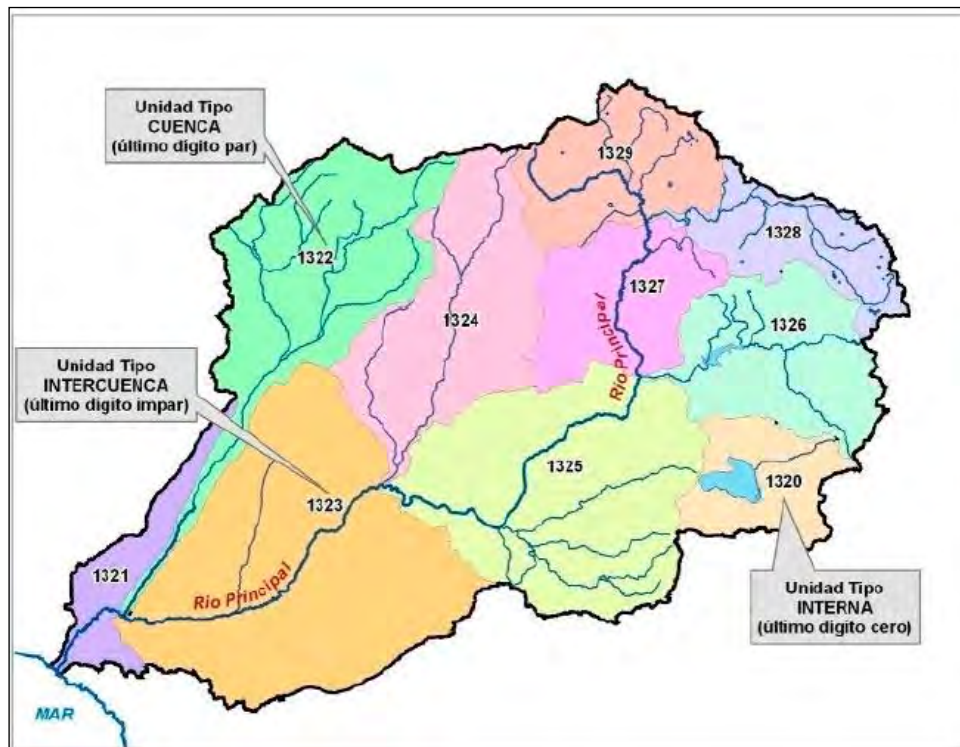 Unidad Tipo
CUENCA
(último dígito par)
1329
1328
1322
1327
1324
1326
Río Principal
Unidad Tipo
INTERCUENCA
(último dígito impar)
1325
1320
1323
1321
Río Principal
Unidad Tipo
INTERNA
(último dígito cero)
MAR